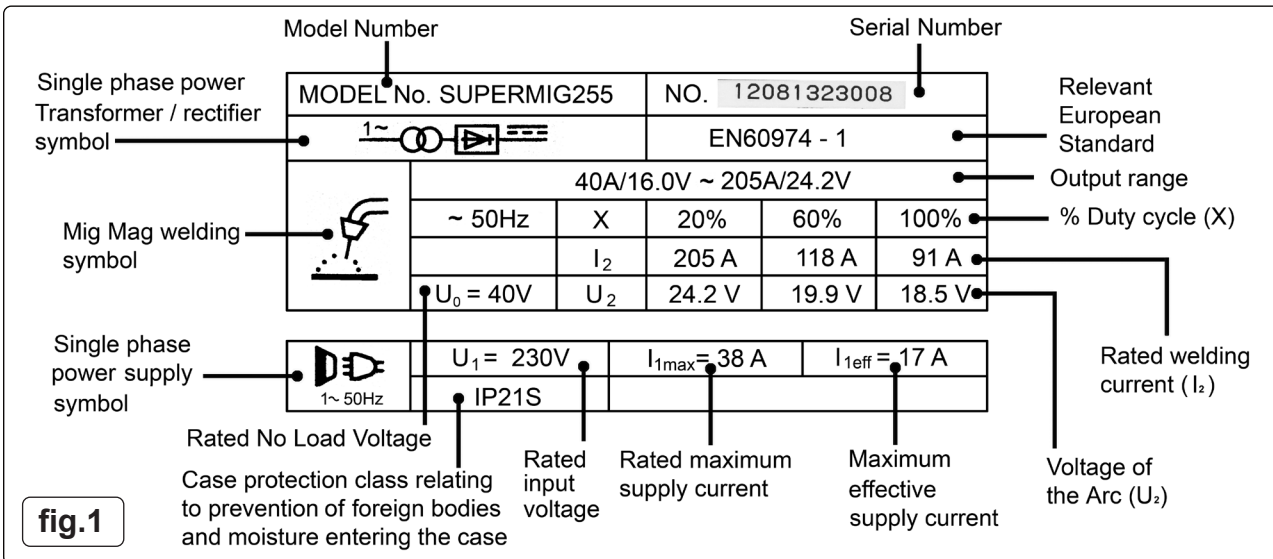 Model Number
Serial Number
Single phase power
Transformer / rectifier
symbol
MODEL No. SUPERMIG255
NO. 12081323008
Relevant
European
Standard
1~
EN60974 - 1
40A/16.0V ~ 205A/24.2V
Output range
Mig Mag welding
symbol
~ 50Hz X 20% 60% 100%
% Duty cycle (X)
I₂ 205 A 118 A 91 A
U₀ = 40V U₂ 24.2 V 19.9 V 18.5 V
Single phase
power supply
symbol
U₁ = 230V I₁max = 38 A I₁eff = 17 A
1~ 50Hz
IP21S
Rated welding
current (I₂)
Rated No Load Voltage
Case protection class relating
to prevention of foreign bodies
and moisture entering the case
Rated
input
voltage
Rated maximum
supply current
Maximum
effective
supply current
Voltage of
the Arc (U₂)
fig.1